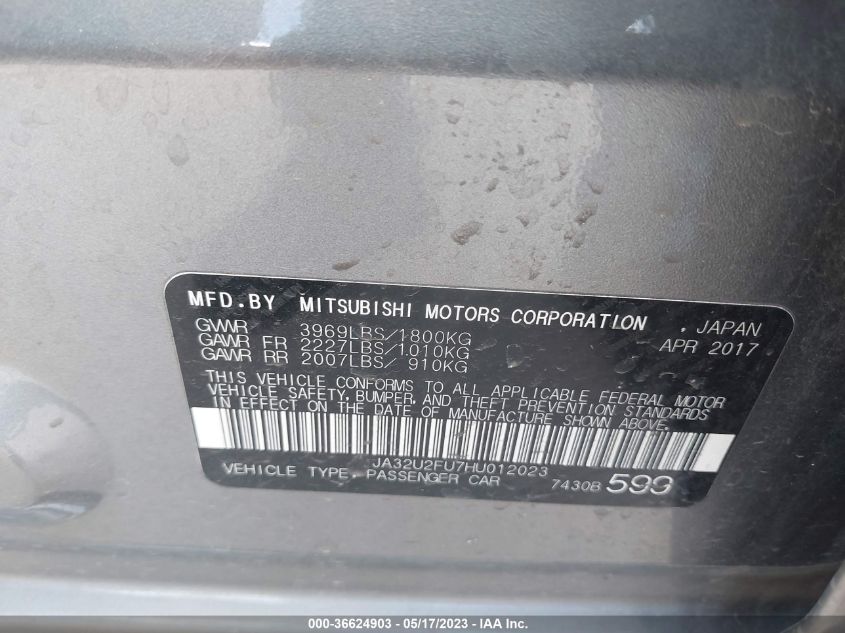 MFD.BY MITSUBISHI MOTORS CORPORATION , JAPAN
GVWR 3969LBS/1800KG APR 2017
GAWR FR 2227LBS/1010KG
GAWR RR 2007LBS/ 910KG
THIS VEHICLE CONFORMS TO ALL APPLICABLE FEDERAL MOTOR
VEHICLE SAFETY, BUMPER, AND THEFT PREVENTION STANDARDS
IN EFFECT ON THE DATE OF MANUFACTURE SHOWN ABOVE.
JA32U2FU7HU012023
VEHICLE TYPE, PASSENGER CAR 7430B 599
000-36624903 - 05/17/2023 - IAA Inc.